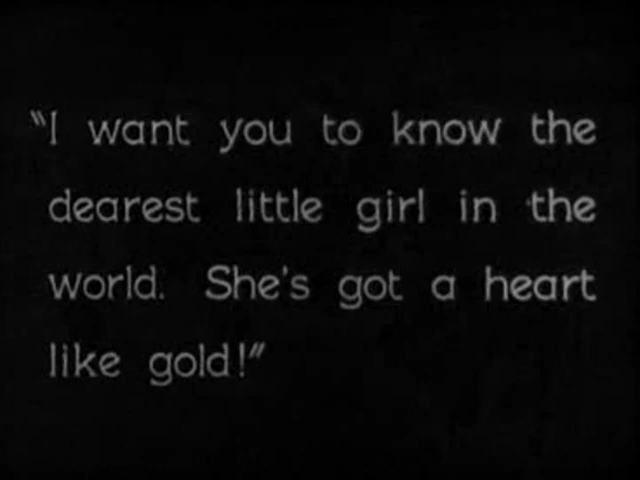 "I want you to know the
dearest little girl in the
world. She's got a heart
like gold!"